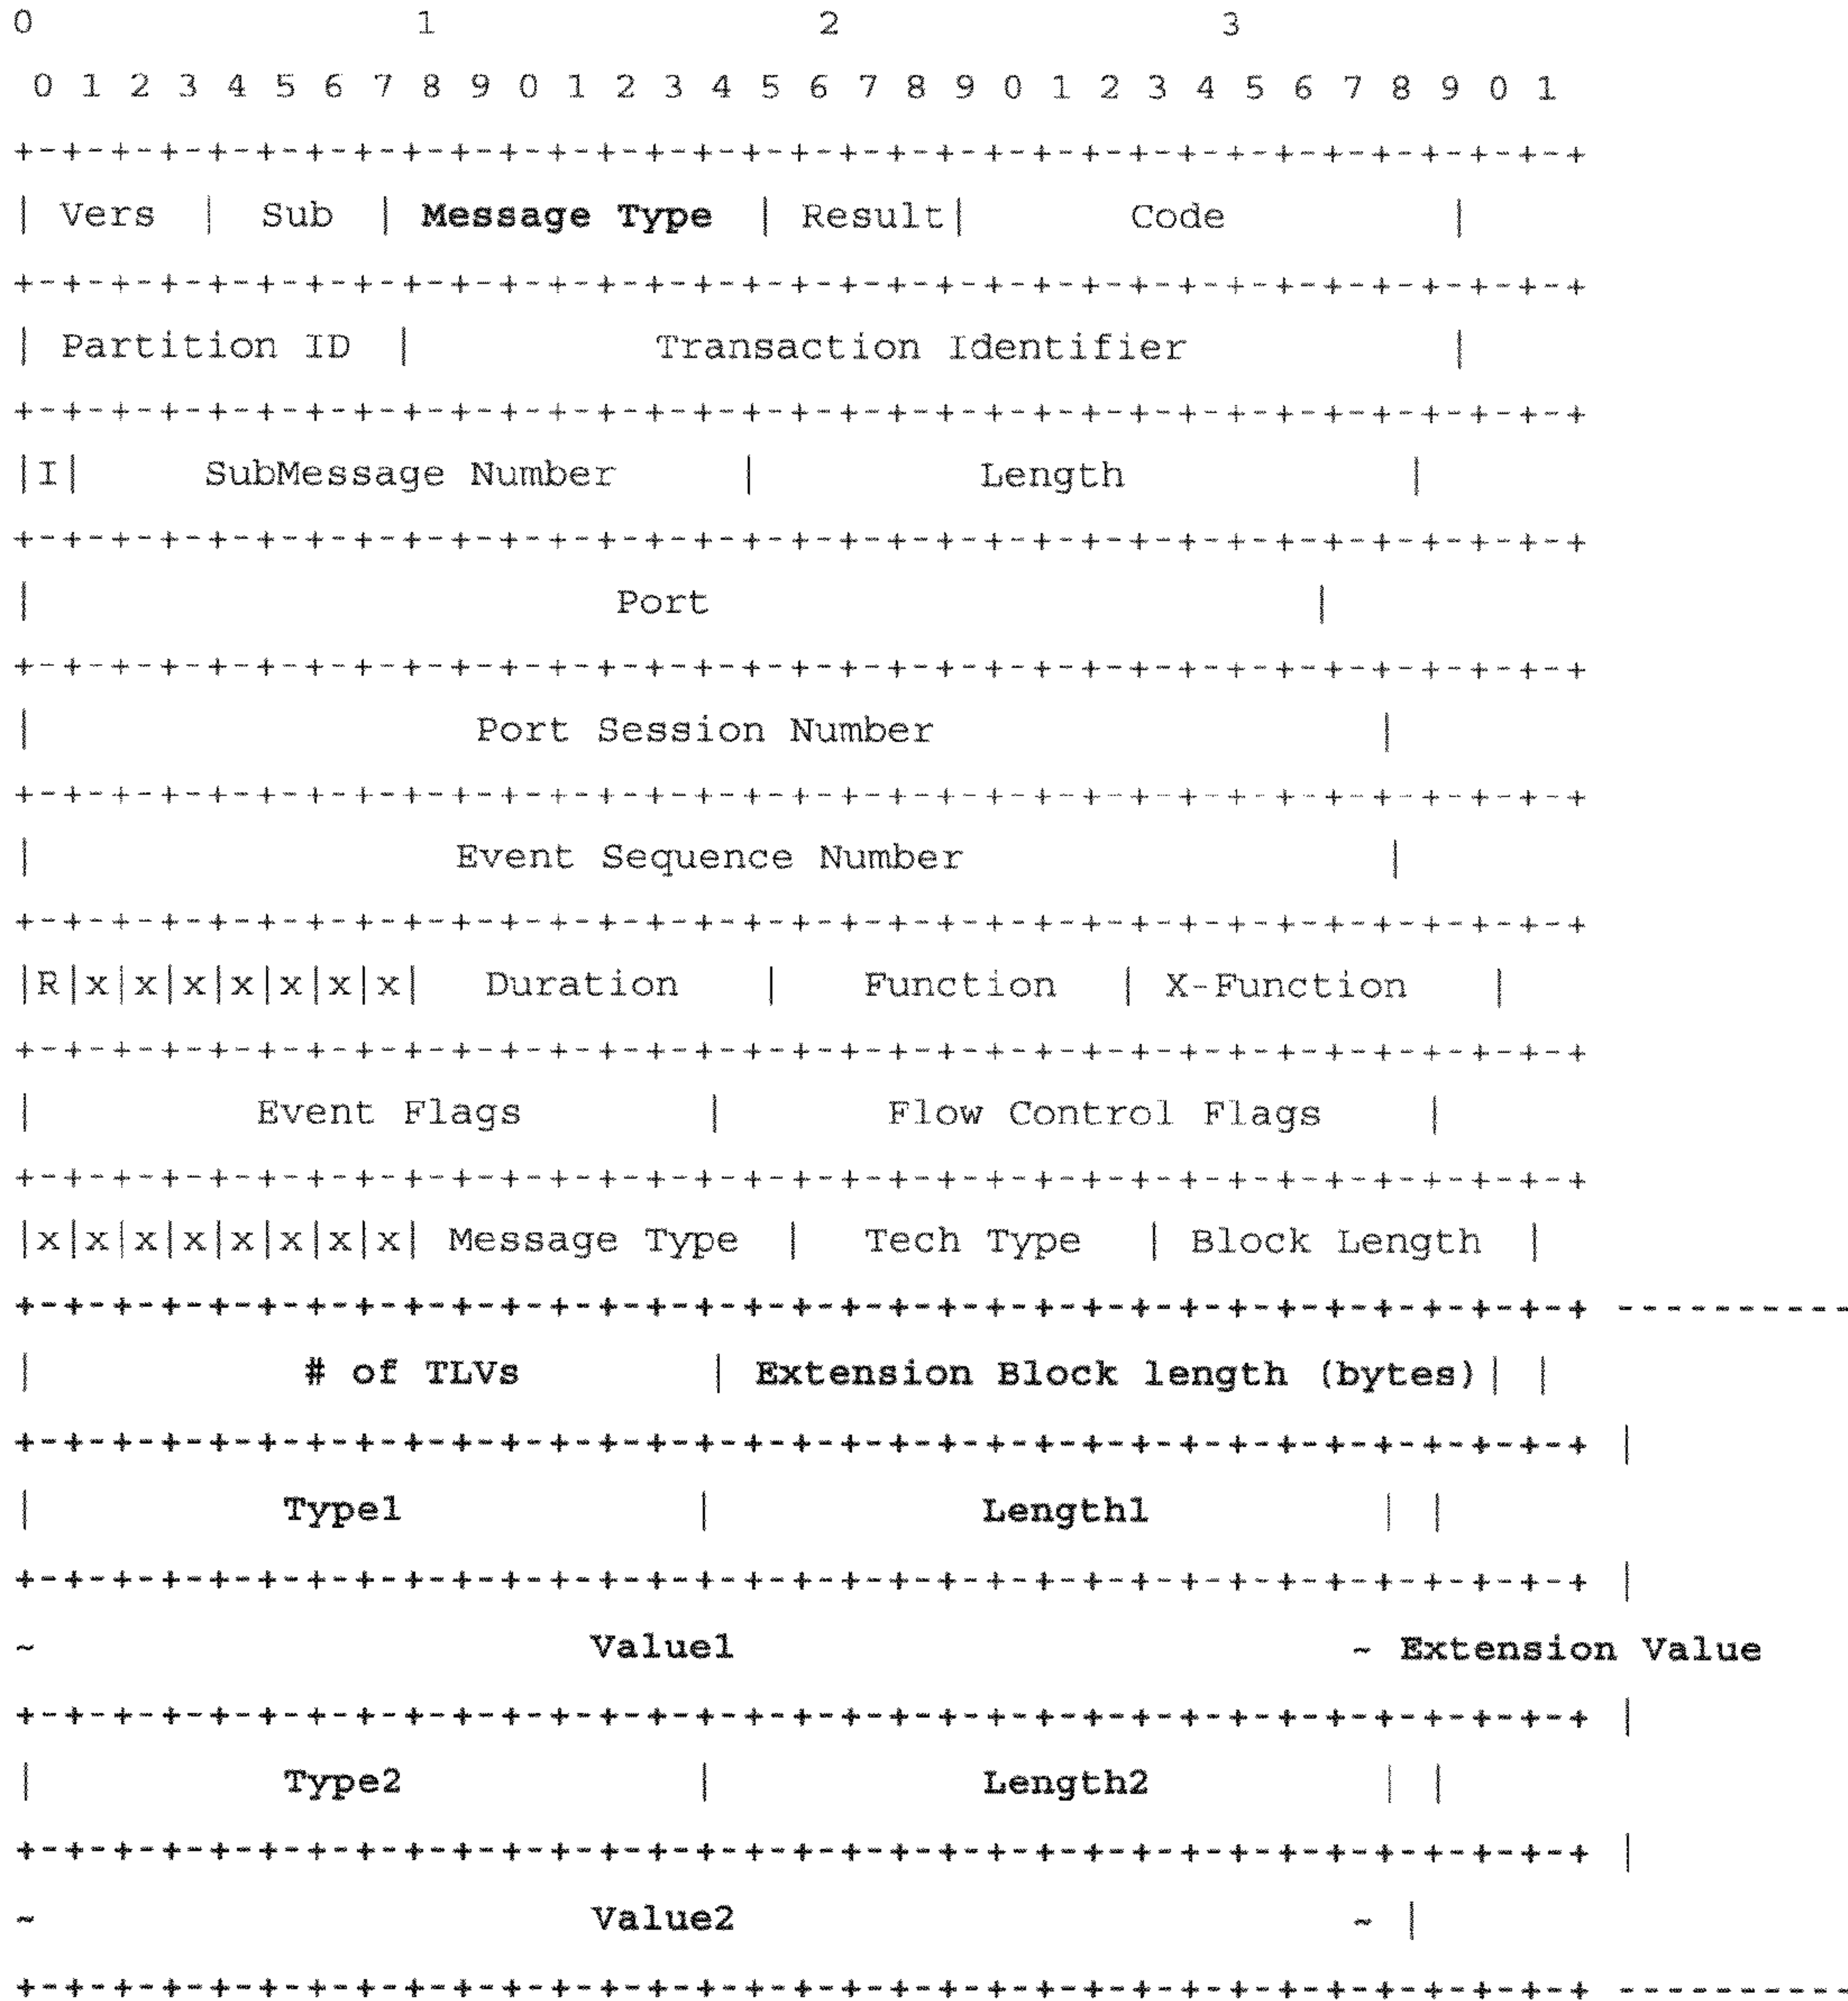 0 1 2 3
0 1 2 3 4 5 6 7 8 9 0 1 2 3 4 5 6 7 8 9 0 1 2 3 4 5 6 7 8 9 0 1
+-+-+-+-+-+-+-+-+-+-+-+-+-+-+-+-+-+-+-+-+-+-+-+-+-+-+-+-+-+-+-+-+
| Vers | Sub | Message Type | Result| Code |
+-+-+-+-+-+-+-+-+-+-+-+-+-+-+-+-+-+-+-+-+-+-+-+-+-+-+-+-+-+-+-+-+
| Partition ID | Transaction Identifier |
+-+-+-+-+-+-+-+-+-+-+-+-+-+-+-+-+-+-+-+-+-+-+-+-+-+-+-+-+-+-+-+-+
|I| SubMessage Number | Length |
+-+-+-+-+-+-+-+-+-+-+-+-+-+-+-+-+-+-+-+-+-+-+-+-+-+-+-+-+-+-+-+-+
| Port |
+-+-+-+-+-+-+-+-+-+-+-+-+-+-+-+-+-+-+-+-+-+-+-+-+-+-+-+-+-+-+-+-+
| Port Session Number |
+-+-+-+-+-+-+-+-+-+-+-+-+-+-+-+-+-+-+-+-+-+-+-+-+-+-+-+-+-+-+-+-+
| Event Sequence Number |
+-+-+-+-+-+-+-+-+-+-+-+-+-+-+-+-+-+-+-+-+-+-+-+-+-+-+-+-+-+-+-+-+
|R|x|x|x|x|x|x|x| Duration | Function | X-Function |
+-+-+-+-+-+-+-+-+-+-+-+-+-+-+-+-+-+-+-+-+-+-+-+-+-+-+-+-+-+-+-+-+
| Event Flags | Flow Control Flags |
+-+-+-+-+-+-+-+-+-+-+-+-+-+-+-+-+-+-+-+-+-+-+-+-+-+-+-+-+-+-+-+-+
|x|x|x|x|x|x|x|x| Message Type | Tech Type | Block Length |
+-+-+-+-+-+-+-+-+-+-+-+-+-+-+-+-+-+-+-+-+-+-+-+-+-+-+-+-+-+-+-+-+ ----------
| # of TLVs | Extension Block length (bytes)| |
+-+-+-+-+-+-+-+-+-+-+-+-+-+-+-+-+-+-+-+-+-+-+-+-+-+-+-+-+-+-+-+-+ |
| Type1 | Length1 | |
+-+-+-+-+-+-+-+-+-+-+-+-+-+-+-+-+-+-+-+-+-+-+-+-+-+-+-+-+-+-+-+-+ |
~ Value1 ~ Extension Value
+-+-+-+-+-+-+-+-+-+-+-+-+-+-+-+-+-+-+-+-+-+-+-+-+-+-+-+-+-+-+-+-+ |
| Type2 | Length2 | |
+-+-+-+-+-+-+-+-+-+-+-+-+-+-+-+-+-+-+-+-+-+-+-+-+-+-+-+-+-+-+-+-+ |
~ Value2 ~ |
+-+-+-+-+-+-+-+-+-+-+-+-+-+-+-+-+-+-+-+-+-+-+-+-+-+-+-+-+-+-+-+-+ ----------